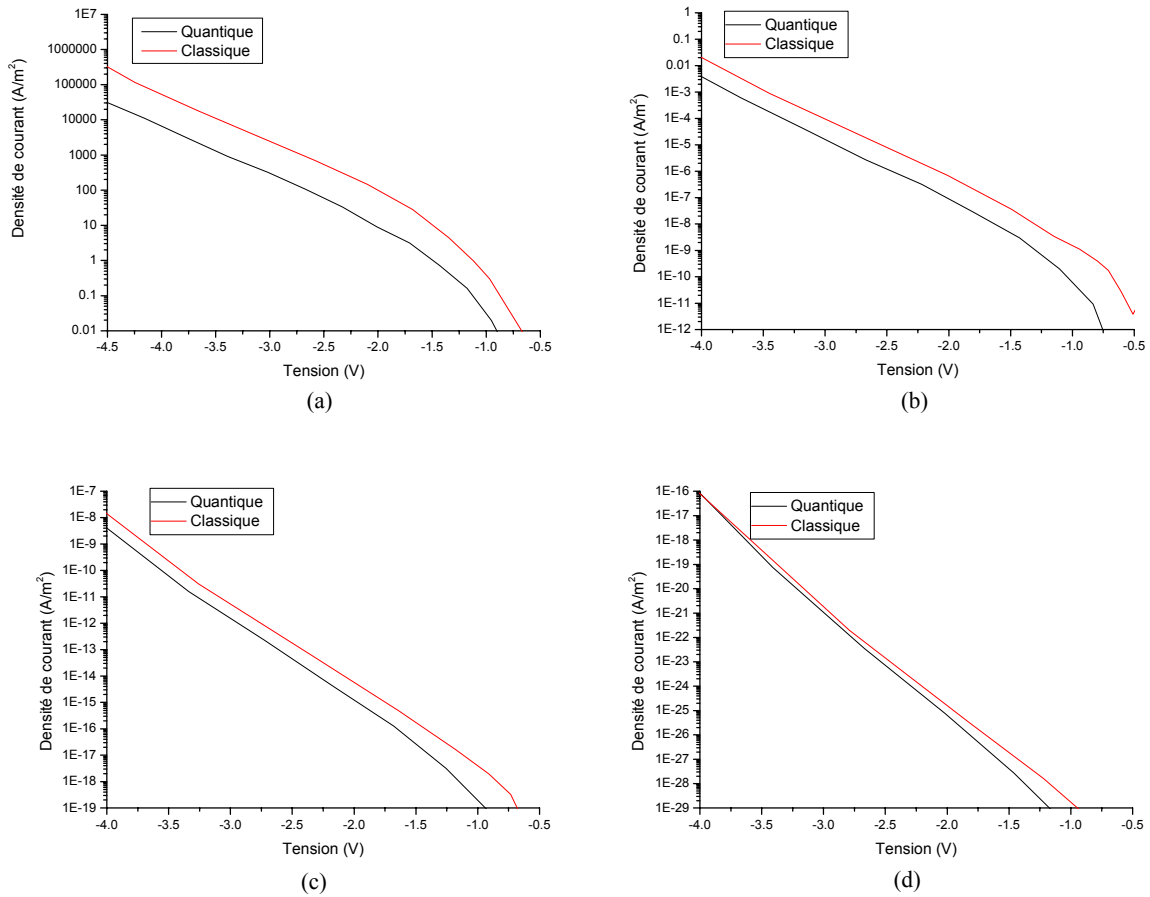 Quantique
Classique
1E7
1000000
100000
10000
1000
100
10
1
0.1
0.01
Densité de courant (A/m²)
-4.5 -4.0 -3.5 -3.0 -2.5 -2.0 -1.5 -1.0 -0.5
Tension (V)
(a)
Quantique
Classique
1
0.1
0.01
1E-3
1E-4
1E-5
1E-6
1E-7
1E-8
1E-9
1E-10
1E-11
1E-12
Densité de courant (A/m²)
-4.0 -3.5 -3.0 -2.5 -2.0 -1.5 -1.0 -0.5
Tension (V)
(b)
Quantique
Classique
1E-7
1E-8
1E-9
1E-10
1E-11
1E-12
1E-13
1E-14
1E-15
1E-16
1E-17
1E-18
1E-19
Densité de courant (A/m²)
-4.0 -3.5 -3.0 -2.5 -2.0 -1.5 -1.0 -0.5
Tension (V)
(c)
Quantique
Classique
1E-16
1E-17
1E-18
1E-19
1E-20
1E-21
1E-22
1E-23
1E-24
1E-25
1E-26
1E-27
1E-28
1E-29
Densité de courant (A/m²)
-4.0 -3.5 -3.0 -2.5 -2.0 -1.5 -1.0 -0.5
Tension (V)
(d)